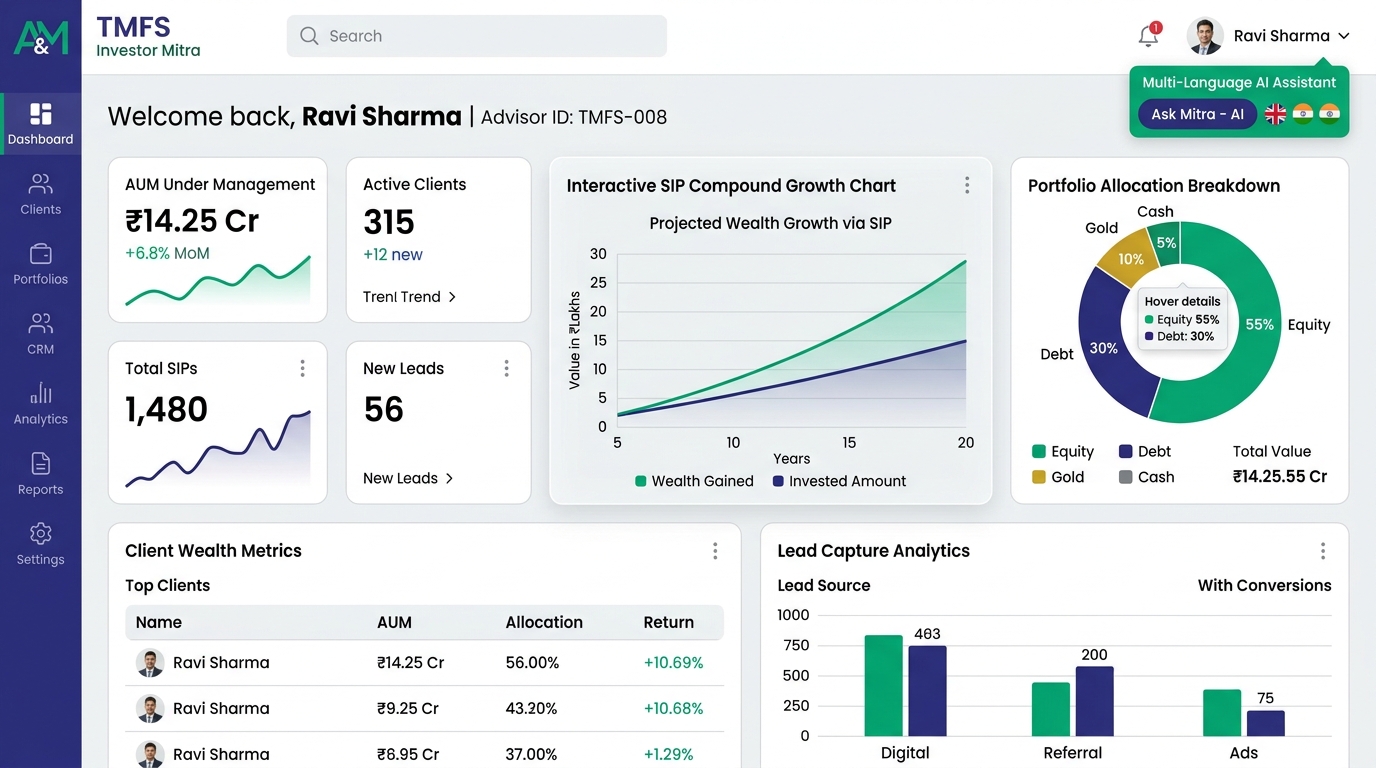 A&M
TMFS
Investor Mitra
Search
1
Ravi Sharma
Multi-Language AI Assistant
Ask Mitra - AI
Dashboard
Clients
Portfolios
CRM
Analytics
Reports
Settings
Welcome back, Ravi Sharma | Advisor ID: TMFS-008
AUM Under Management
₹14.25 Cr
+6.8% MoM
Active Clients
315
+12 new
Trenl Trend
Total SIPs
1,480
New Leads
56
New Leads
Interactive SIP Compound Growth Chart
Projected Wealth Growth via SIP
Value in ₹Lakhs
30
25
20
15
10
5
0
5 10 15 20
Years
Wealth Gained Invested Amount
Portfolio Allocation Breakdown
Cash
Gold
5%
10%
Hover details
Equity 55%
Debt: 30%
55% Equity
Debt 30%
Equity Debt Total Value
Gold Cash ₹14.25.55 Cr
Client Wealth Metrics
Top Clients
Name AUM Allocation Return
Ravi Sharma ₹14.25 Cr 56.00% +10.69%
Ravi Sharma ₹9.25 Cr 43.20% +10.68%
Ravi Sharma ₹6.95 Cr 37.00% +1.29%
Lead Capture Analytics
Lead Source With Conversions
1000
750
500
250
0
463
200
75
Digital Referral Ads